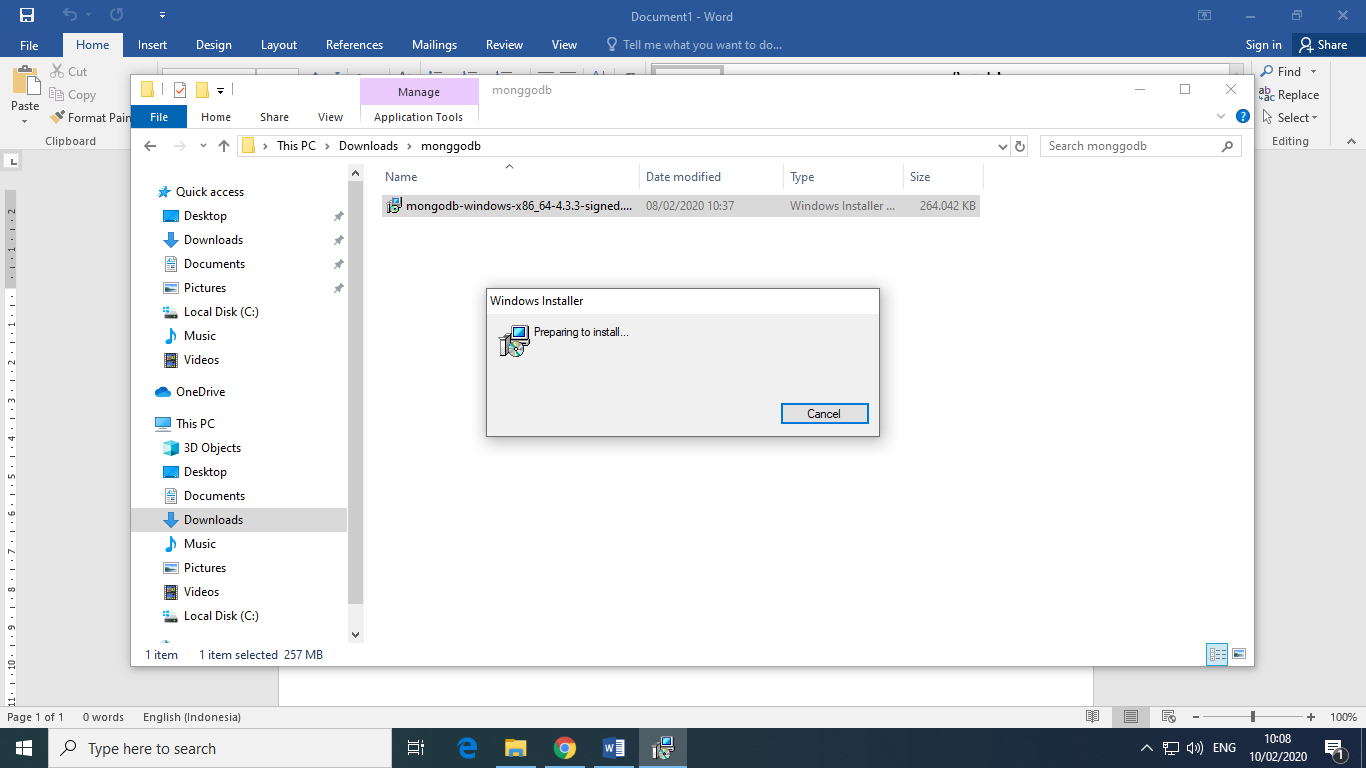 Document1 - Word
File Home Insert Design Layout References Mailings Review View Tell me what you want to do... Sign in Share
Paste
Cut
Copy
Format Pain
Clipboard
Find
Replace
Select
Editing
Manage monggodb
File Home Share View Application Tools
This PC Downloads monggodb Search monggodb
Name Date modified Type Size
mongodb-windows-x86_64-4.3.3-signed.... 08/02/2020 10:37 Windows Installer ... 264.042 KB
Quick access
Desktop
Downloads
Documents
Pictures
Local Disk (C:)
Music
Videos
OneDrive
This PC
3D Objects
Desktop
Documents
Downloads
Music
Pictures
Videos
Local Disk (C:)
Windows Installer
Preparing to install...
Cancel
1 item 1 item selected 257 MB
Page 1 of 1 0 words English (Indonesia) 100%
Type here to search ENG 10:08
10/02/2020
1